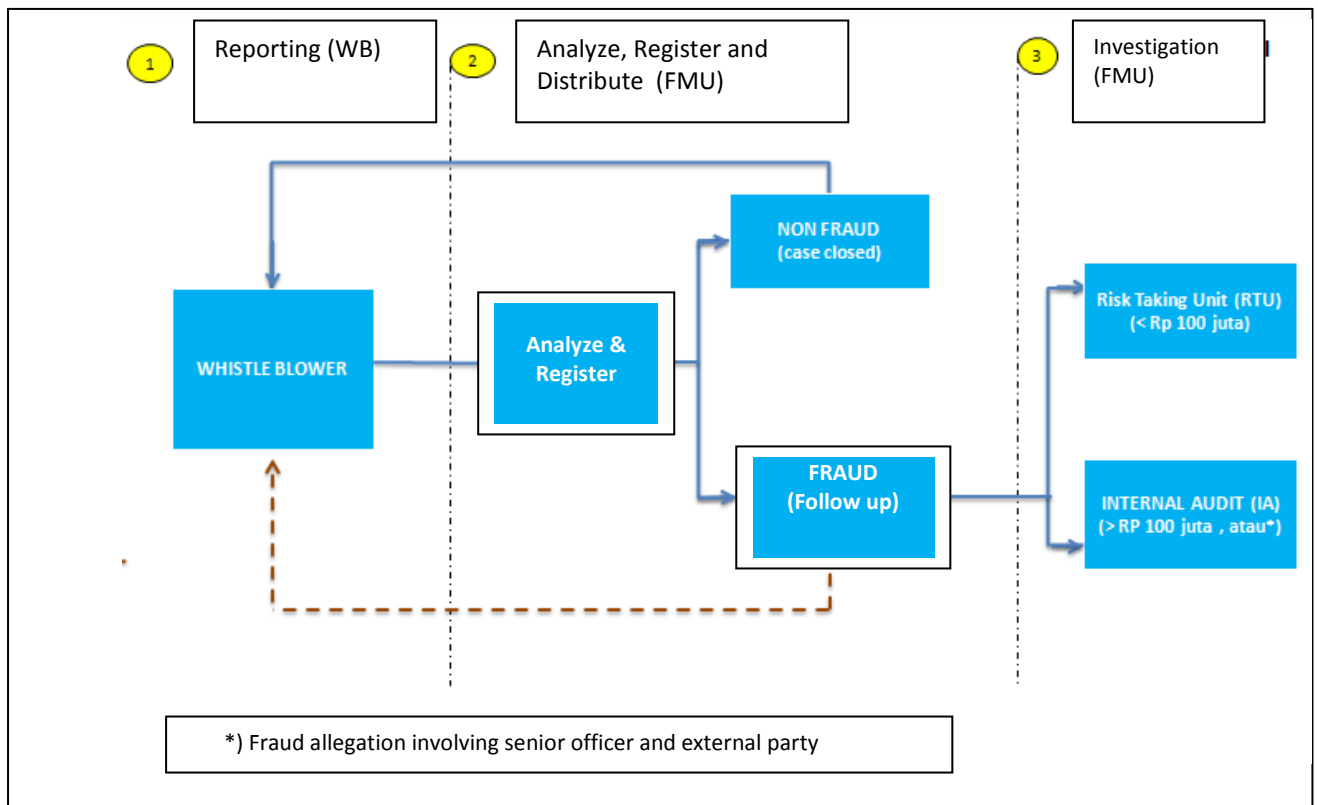 1
Reporting (WB)
2
Analyze, Register and
Distribute (FMU)
3
Investigation
(FMU)
NON FRAUD
(case closed)
Risk Taking Unit (RTU)
(< Rp 100 juta)
WHISTLE BLOWER
Analyze &
Register
FRAUD
(Follow up)
INTERNAL AUDIT (IA)
(> RP 100 juta , atau*)
*) Fraud allegation involving senior officer and external party